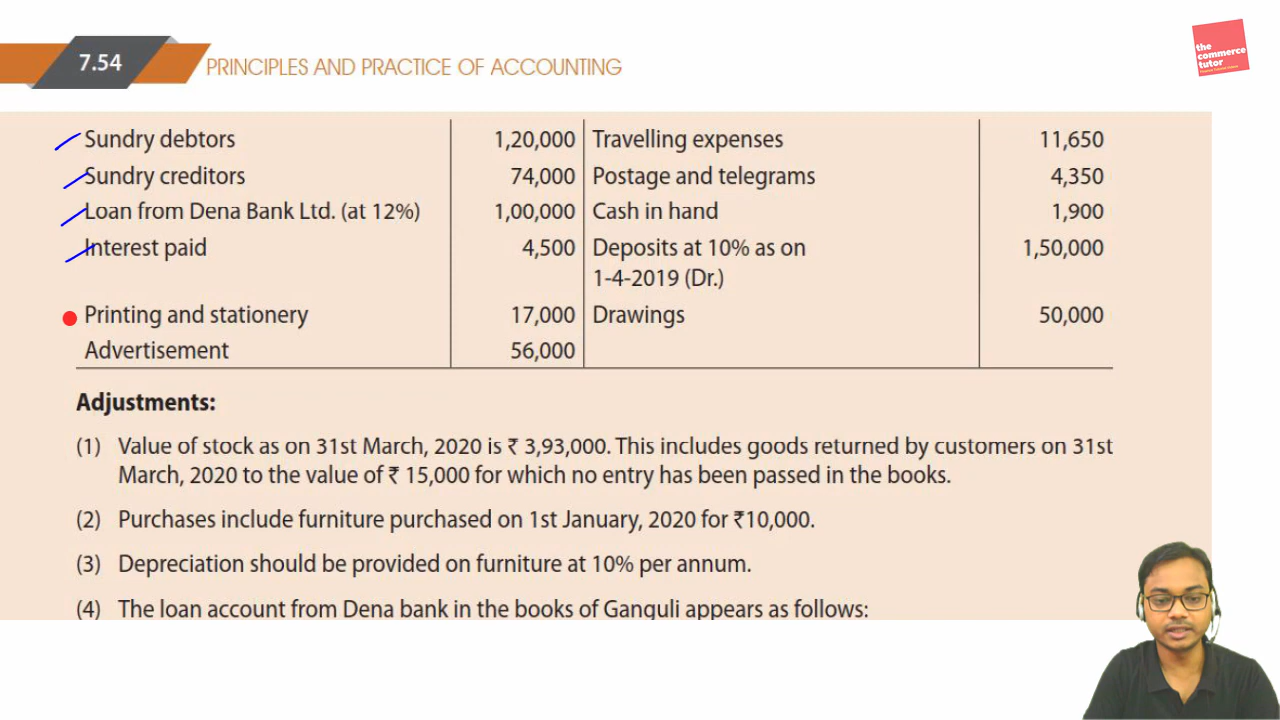 7.54
PRINCIPLES AND PRACTICE OF ACCOUNTING
the
commerce
tutor
Sundry debtors 1,20,000 Travelling expenses 11,650
Sundry creditors 74,000 Postage and telegrams 4,350
Loan from Dena Bank Ltd. (at 12%) 1,00,000 Cash in hand 1,900
Interest paid 4,500 Deposits at 10% as on 1,50,000
1-4-2019 (Dr.)
Printing and stationery 17,000 Drawings 50,000
Advertisement 56,000
Adjustments:
(1) Value of stock as on 31st March, 2020 is ₹ 3,93,000. This includes goods returned by customers on 31st
March, 2020 to the value of ₹ 15,000 for which no entry has been passed in the books.
(2) Purchases include furniture purchased on 1st January, 2020 for ₹10,000.
(3) Depreciation should be provided on furniture at 10% per annum.
(4) The loan account from Dena bank in the books of Ganguli appears as follows: